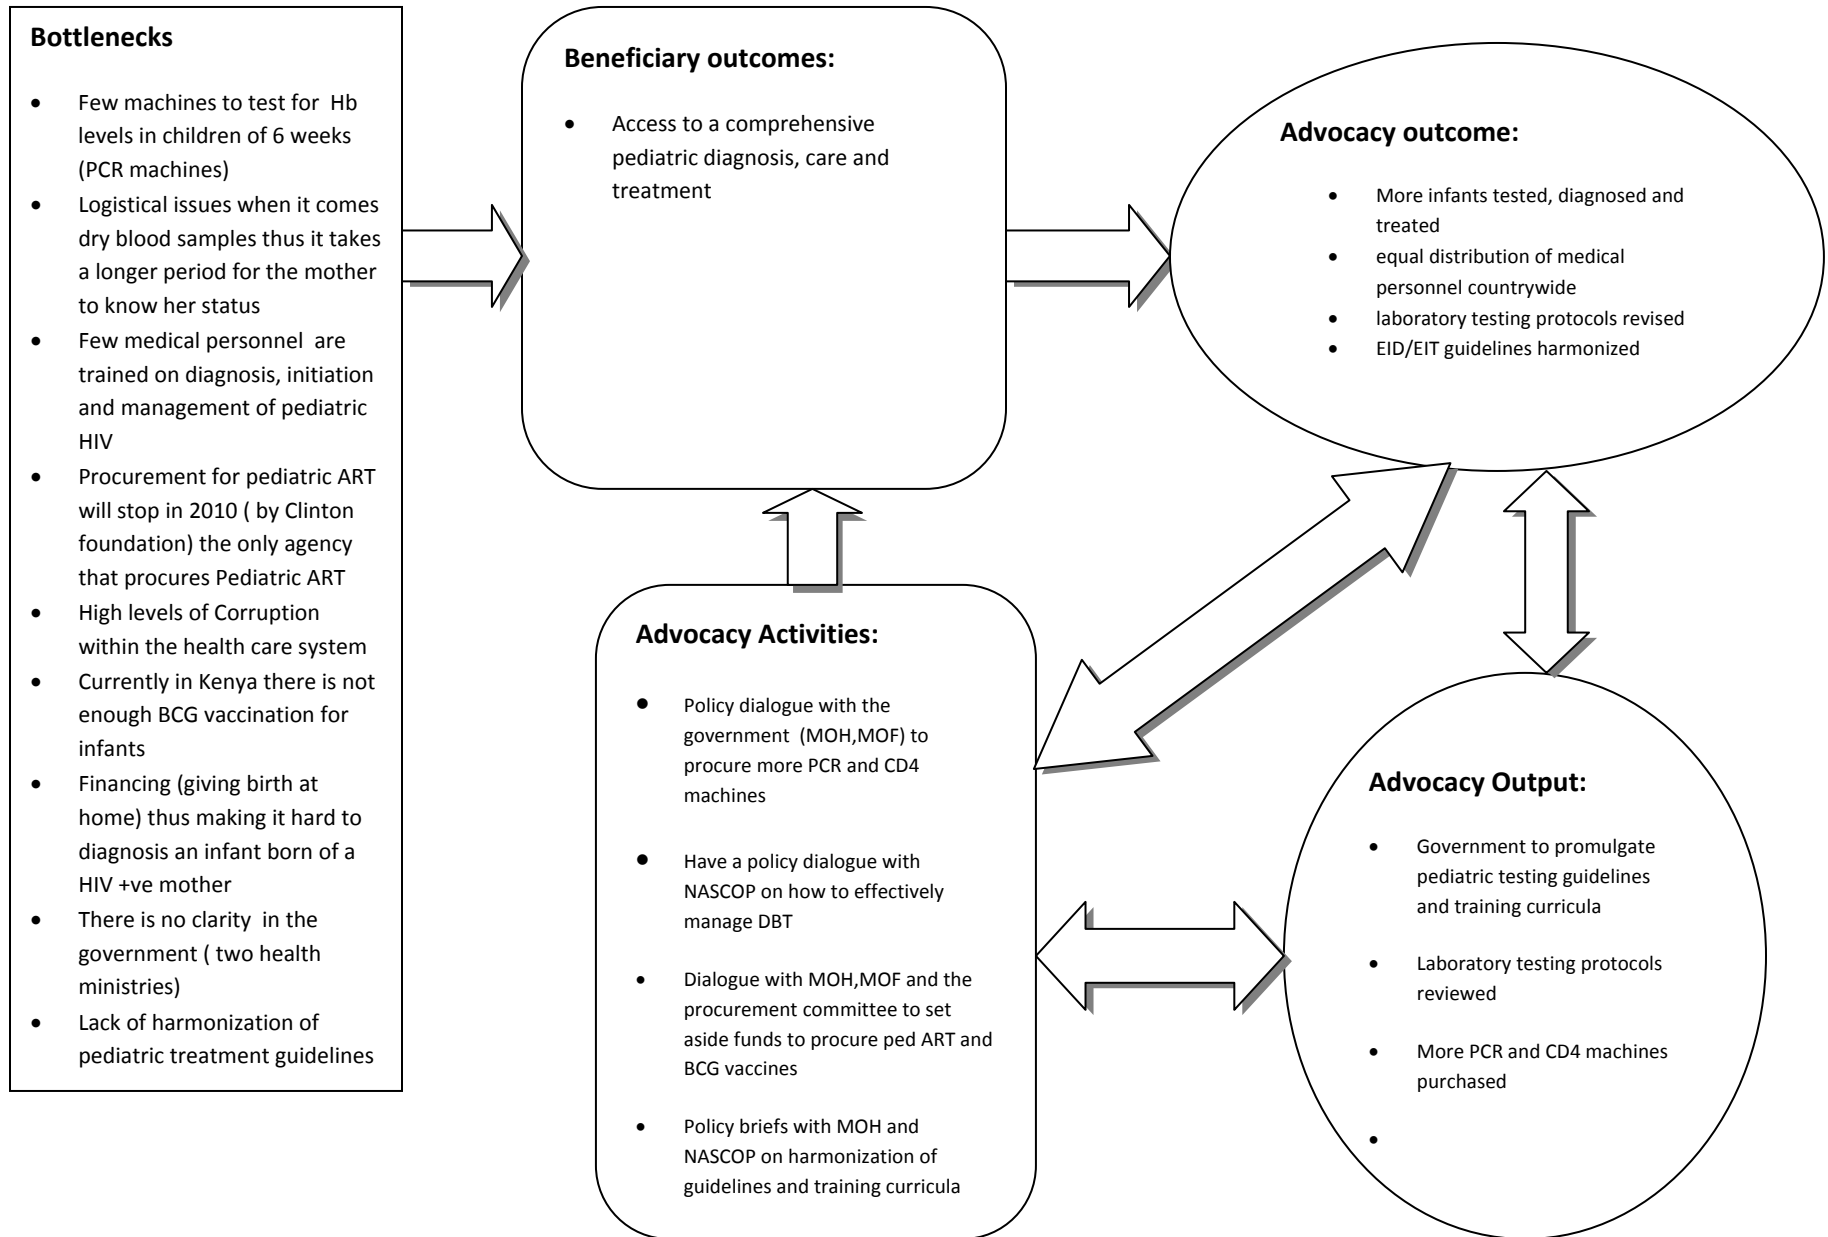 Bottlenecks
• Few machines to test for Hb
levels in children of 6 weeks
(PCR machines)
• Logistical issues when it comes
dry blood samples thus it takes
a longer period for the mother
to know her status
• Few medical personnel are
trained on diagnosis, initiation
and management of pediatric
HIV
• Procurement for pediatric ART
will stop in 2010 ( by Clinton
foundation) the only agency
that procures Pediatric ART
• High levels of Corruption
within the health care system
• Currently in Kenya there is not
enough BCG vaccination for
infants
• Financing (giving birth at
home) thus making it hard to
diagnosis an infant born of a
HIV +ve mother
• There is no clarity in the
government ( two health
ministries)
• Lack of harmonization of
pediatric treatment guidelines
Beneficiary outcomes:
• Access to a comprehensive
pediatric diagnosis, care and
treatment
Advocacy outcome:
• More infants tested, diagnosed and
treated
• equal distribution of medical
personnel countrywide
• laboratory testing protocols revised
• EID/EIT guidelines harmonized
Advocacy Activities:
• Policy dialogue with the
government (MOH,MOF) to
procure more PCR and CD4
machines
• Have a policy dialogue with
NASCOP on how to effectively
manage DBT
• Dialogue with MOH,MOF and the
procurement committee to set
aside funds to procure ped ART and
BCG vaccines
• Policy briefs with MOH and
NASCOP on harmonization of
guidelines and training curricula
Advocacy Output:
• Government to promulgate
pediatric testing guidelines
and training curricula
• Laboratory testing protocols
reviewed
• More PCR and CD4 machines
purchased
•